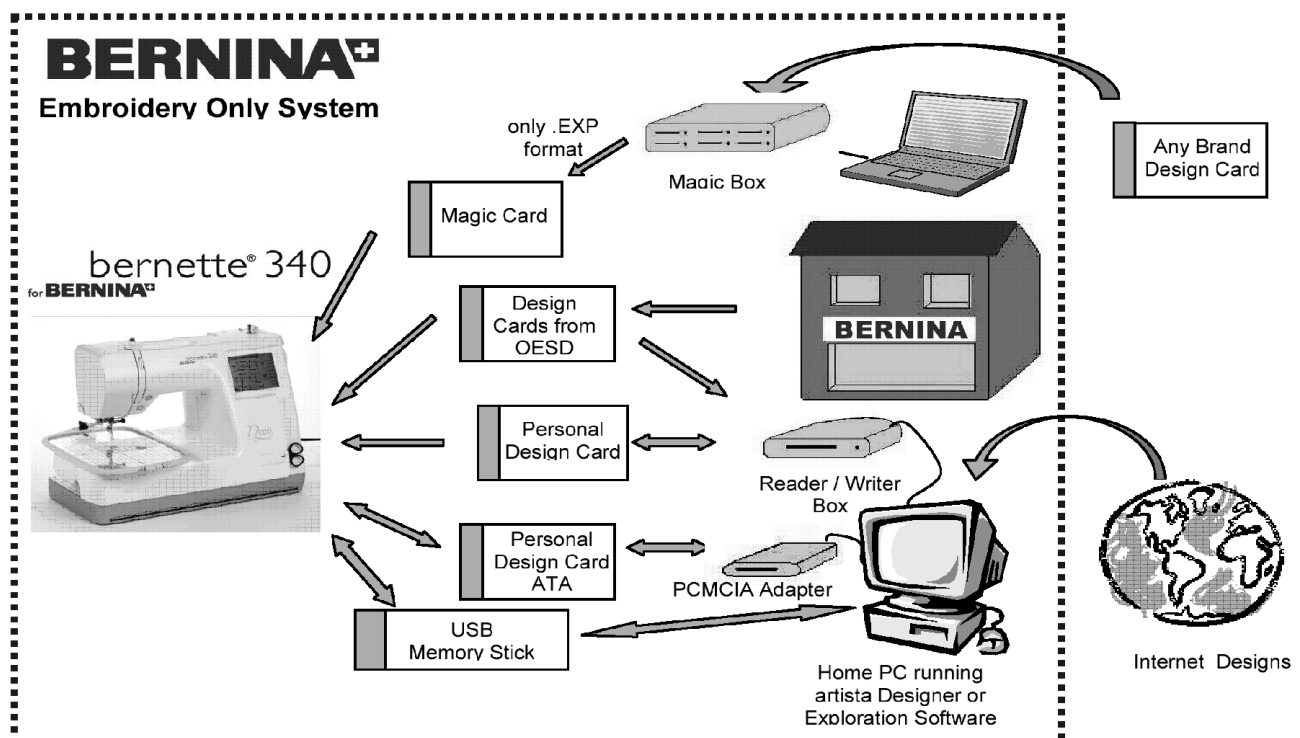 BERNINA
Embroidery Only System
only .EXP
format
Magic Box
Any Brand
Design Card
Magic Card
bernette® 340
for BERNINA
Design
Cards from
OESD
BERNINA
Personal
Design Card
Reader / Writer
Box
Personal
Design Card
ATA
PCMCIA Adapter
USB
Memory Stick
Home PC running
artista Designer or
Exploration Software
Internet Designs